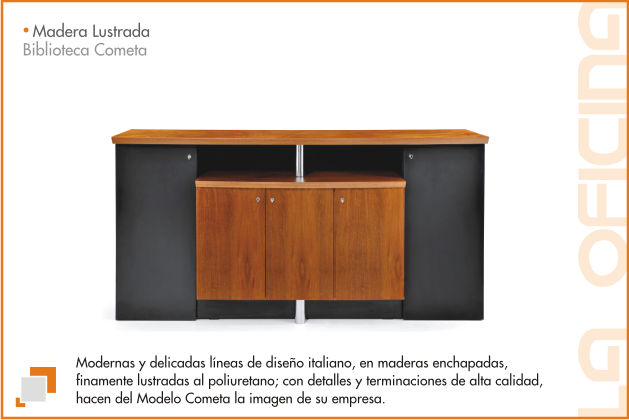 • Madera Lustrada
Biblioteca Cometa
LA OFICINA
Modernas y delicadas líneas de diseño italiano, en maderas enchapadas,
finamente lustradas al poliuretano; con detalles y terminaciones de alta calidad,
hacen del Modelo Cometa la imagen de su empresa.